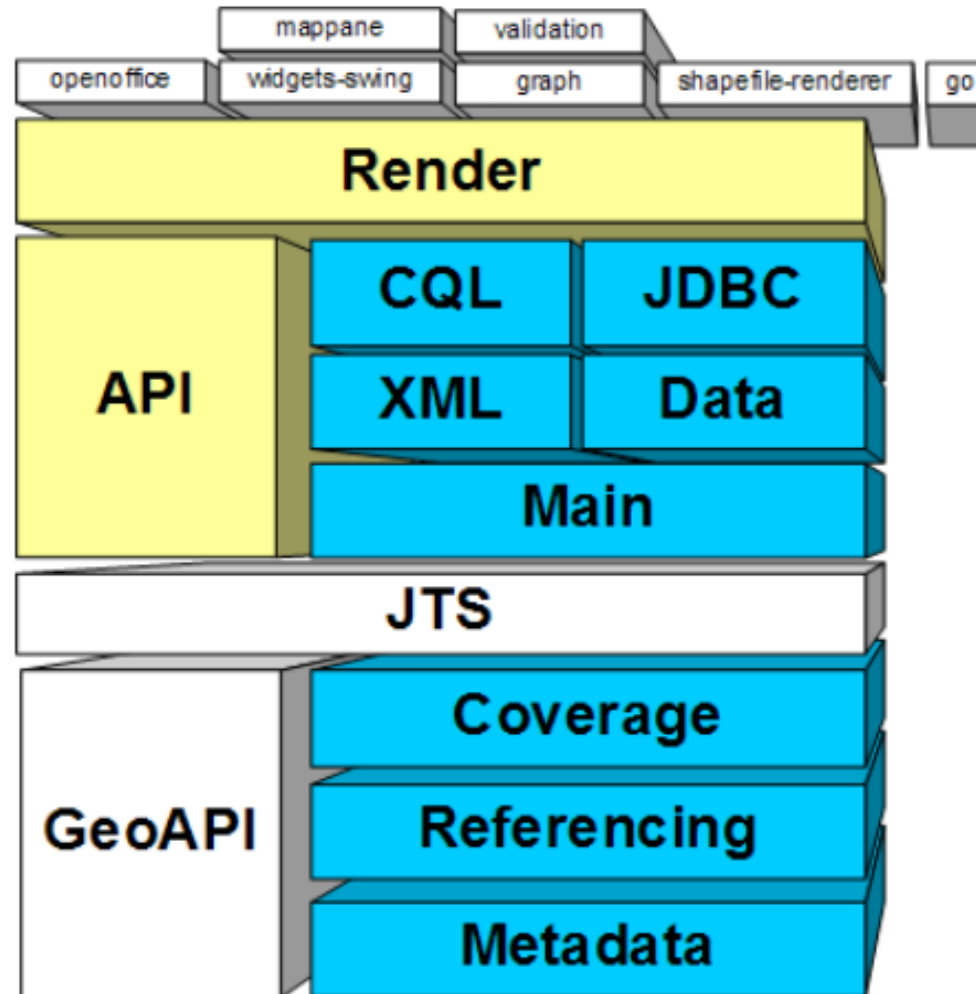 mappane validation
openoffice widgets-swing graph shapefile-renderer go
Render
API
CQL JDBC
XML Data
Main
JTS
GeoAPI
Coverage
Referencing
Metadata